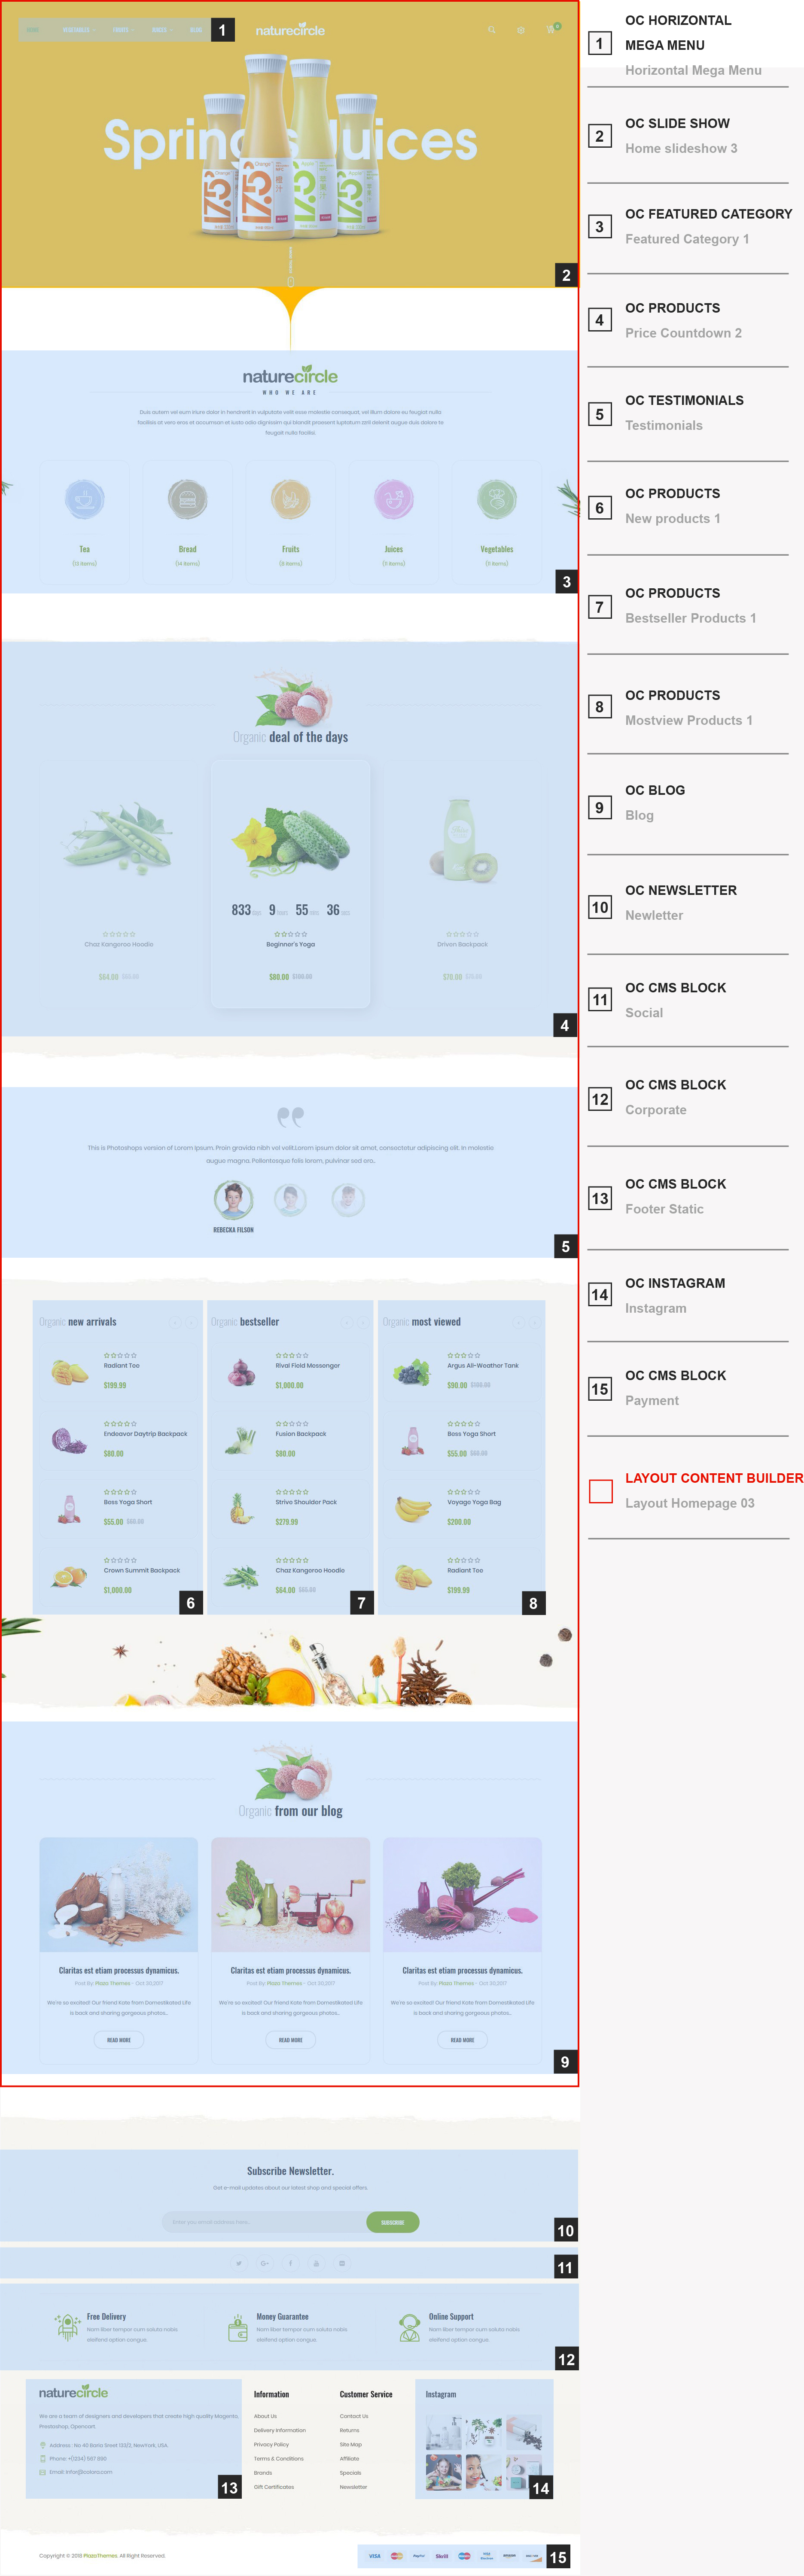 HOME
VEGETABLES
FRUITS
JUICES
BLOG
1
naturecircle
0
Spring's Juices
Orange
Apple
17.5°
17.5°
17.5°
17.5°
2
naturecircle
WHO WE ARE
Duis autem vel eum iriure dolor in hendrerit in vulputate velit esse molestie consequat, vel illum dolore eu feugiat nulla
facilisis at vero eros et accumsan et iusto odio dignissim qui blandit praesent luptatum zzril delenit augue duis dolore te
feugait nulla facilisi.
Tea
(13 items)
Bread
(14 items)
Fruits
Juices
Vegetables
3
Organic deal of the days
833 9 55 36
Chaz Kangeroo Hoodie
$64.00
Beginner's Yoga
$80.00 $100.00
Driven Backpack
$70.00
4
This is Photoshops version of Lorem Ipsum. Proin gravida nibh vel velit.Lorem ipsum dolor sit amet, consectetur adipiscing elit. In molestie
augue magna. Pellentesque felis lorem, pulvinar sed ero..
REBECKA FILSON
5
Organic new arrivals
Radiant Tee
$199.99
Endeavor Daytrip Backpack
$80.00
Boss Yoga Short
$55.00
Crown Summit Backpack
$1,000.00
6
Organic bestseller
Rival Field Messenger
$1,000.00
Fusion Backpack
$80.00
Strive Shoulder Pack
$279.99
Chaz Kangeroo Hoodie
$64.00
7
Organic most viewed
Argus All-Weather Tank
$90.00 $100.00
Boss Yoga Short
$55.00
Voyage Yoga Bag
$200.00
Radiant Tee
$199.99
8
Organic from our blog
Claritas est etiam processus dynamicus.
Post By: Plaza Themes - Oct 30,2017
We're so excited! Our friend Kate from Domestikated Life
is back and sharing gorgeous photos...
READ MORE
Claritas est etiam processus dynamicus.
Post By: Plaza Themes - Oct 30,2017
We're so excited! Our friend Kate from Domestikated Life
is back and sharing gorgeous photos...
READ MORE
Claritas est etiam processus dynamicus.
Post By: Plaza Themes - Oct 30,2017
We're so excited! Our friend Kate from Domestikated Life
is back and sharing gorgeous photos...
READ MORE
9
Subscribe Newsletter.
Get e-mail updates about our latest shop and special offers.
Enter you email address here...
SUBSCRIBE
10
11
Free Delivery
Nam liber tempor cum soluta nobis
eleifend option congue.
Money Guarantee
Nam liber tempor cum soluta nobis
eleifend option congue.
Online Support
Nam liber tempor cum soluta nobis
eleifend option congue.
12
naturecircle
We are a team of designers and developers that create high quality Magento,
Prestashop, Opencart.
Address : No 40 Baria Sreet 133/2, NewYork, USA.
Phone: +(1234) 567 890
Email: infor@colora.com
13
Information
About Us
Delivery Information
Privacy Policy
Terms & Conditions
Brands
Gift Certificates
Customer Service
Contact Us
Returns
Site Map
Affiliate
Specials
Newsletter
Instagram
14
Copyright © 2018 PlazaThemes. All Right Reserved.
VISA
PayPal
Skrill
amazon
15
1
OC HORIZONTAL
MEGA MENU
Horizontal Mega Menu
2
OC SLIDE SHOW
Home slideshow 3
3
OC FEATURED CATEGORY
Featured Category 1
4
OC PRODUCTS
Price Countdown 2
5
OC TESTIMONIALS
Testimonials
6
OC PRODUCTS
New products 1
7
OC PRODUCTS
Bestseller Products 1
8
OC PRODUCTS
Mostview Products 1
9
OC BLOG
Blog
10
OC NEWSLETTER
Newletter
11
OC CMS BLOCK
Social
12
OC CMS BLOCK
Corporate
13
OC CMS BLOCK
Footer Static
14
OC INSTAGRAM
Instagram
15
OC CMS BLOCK
Payment
LAYOUT CONTENT BUILDER
Layout Homepage 03